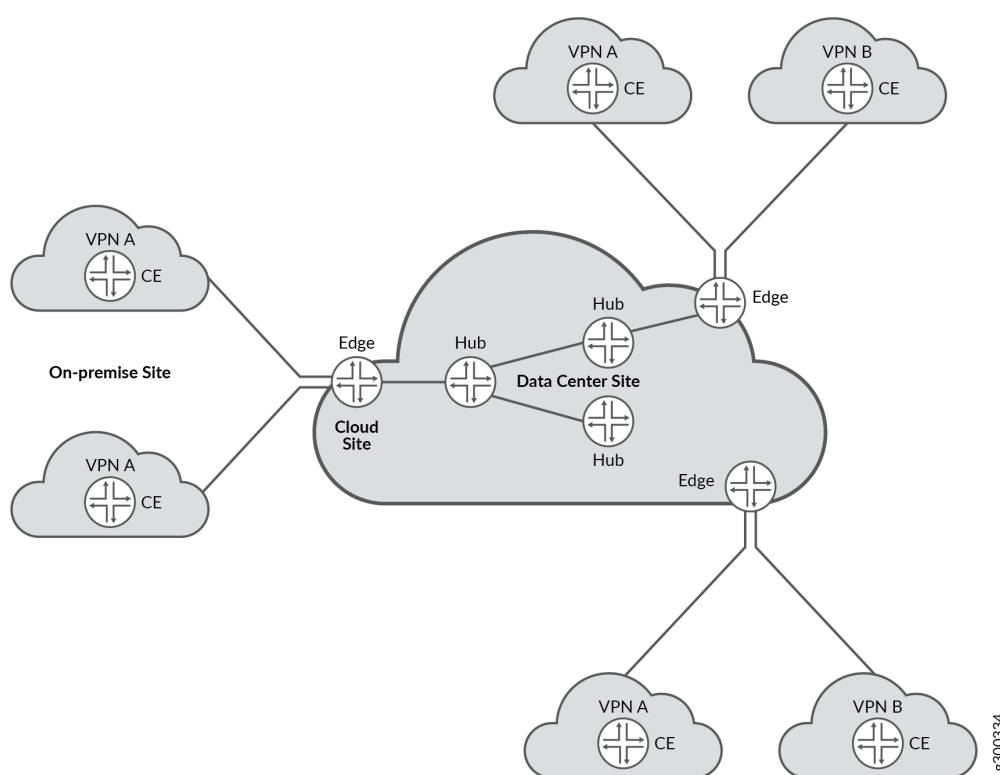 VPN A
CE
VPN B
CE
VPN A
CE
On-premise Site
VPN A
CE
Edge
Hub
Hub
Edge
Data Center Site
Cloud
Site
Hub
Edge
VPN A
CE
VPN B
CE
g300334